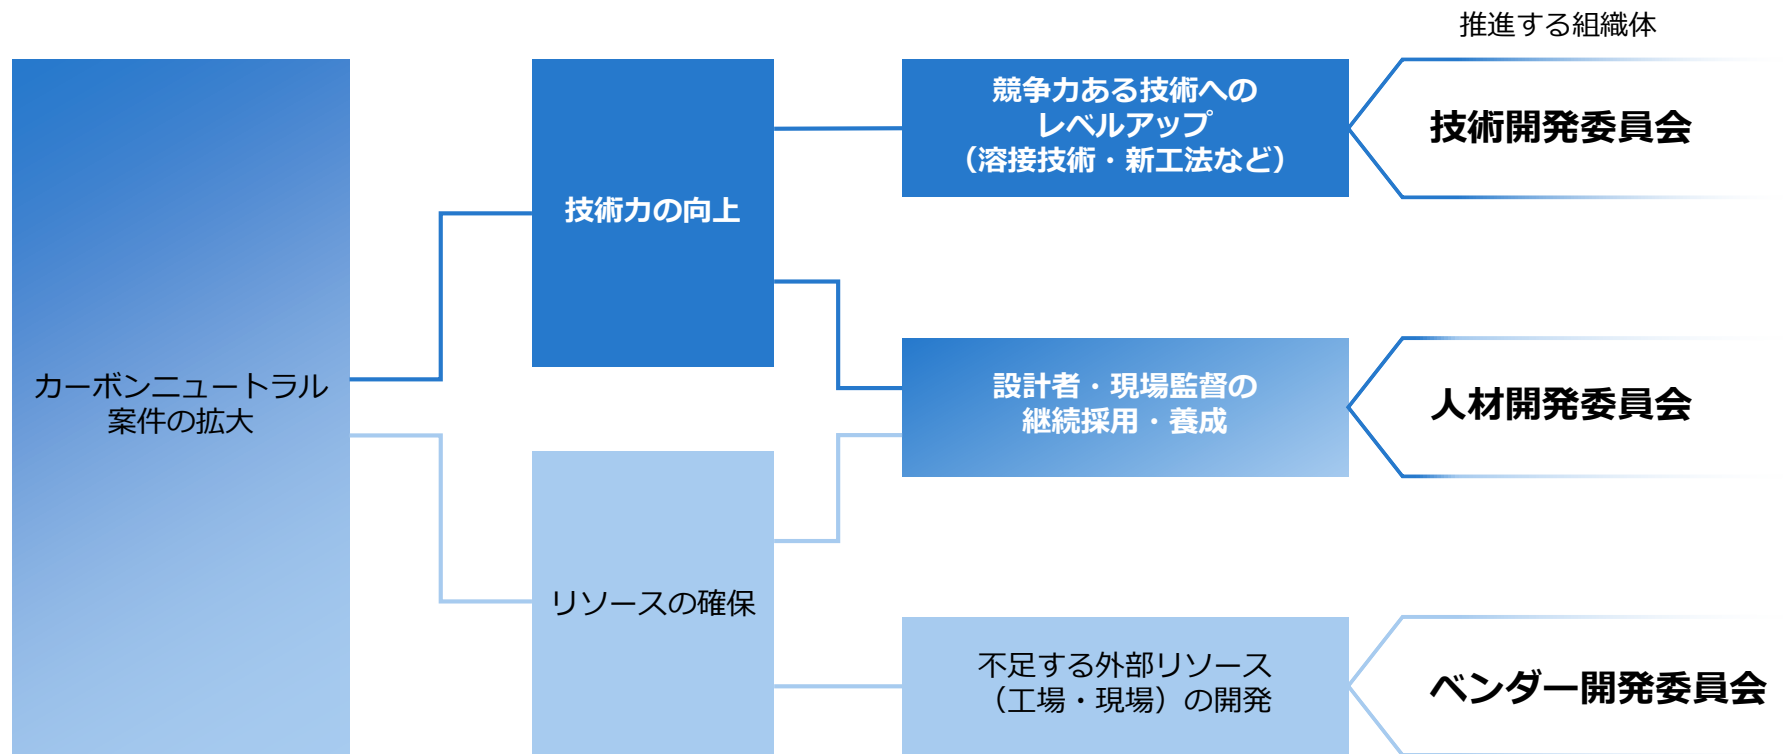 推進する組織体
競争力ある技術への
レベルアップ
（溶接技術・新工法など）
技術開発委員会
技術力の向上
カーボンニュートラル
案件の拡大
設計者・現場監督の
継続採用・養成
人材開発委員会
リソースの確保
不足する外部リソース
（工場・現場）の開発
ベンダー開発委員会